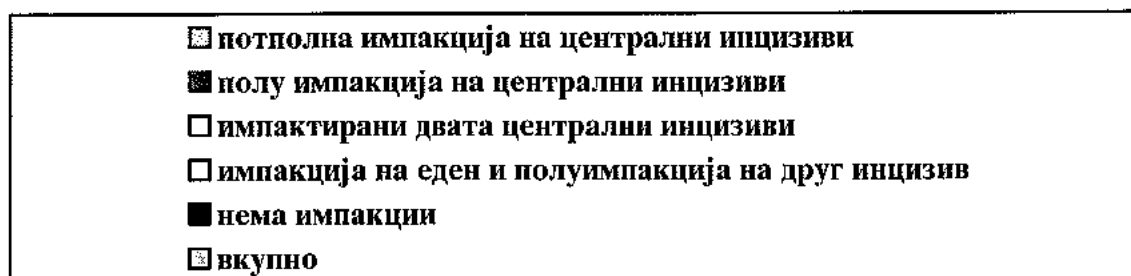 потполна импакција на централни инцизиви
полу импакција на централни инцизиви
импактирани двата централни инцизиви
импакција на еден и полуимпакција на друг инцизив
нема импакции
вкупно